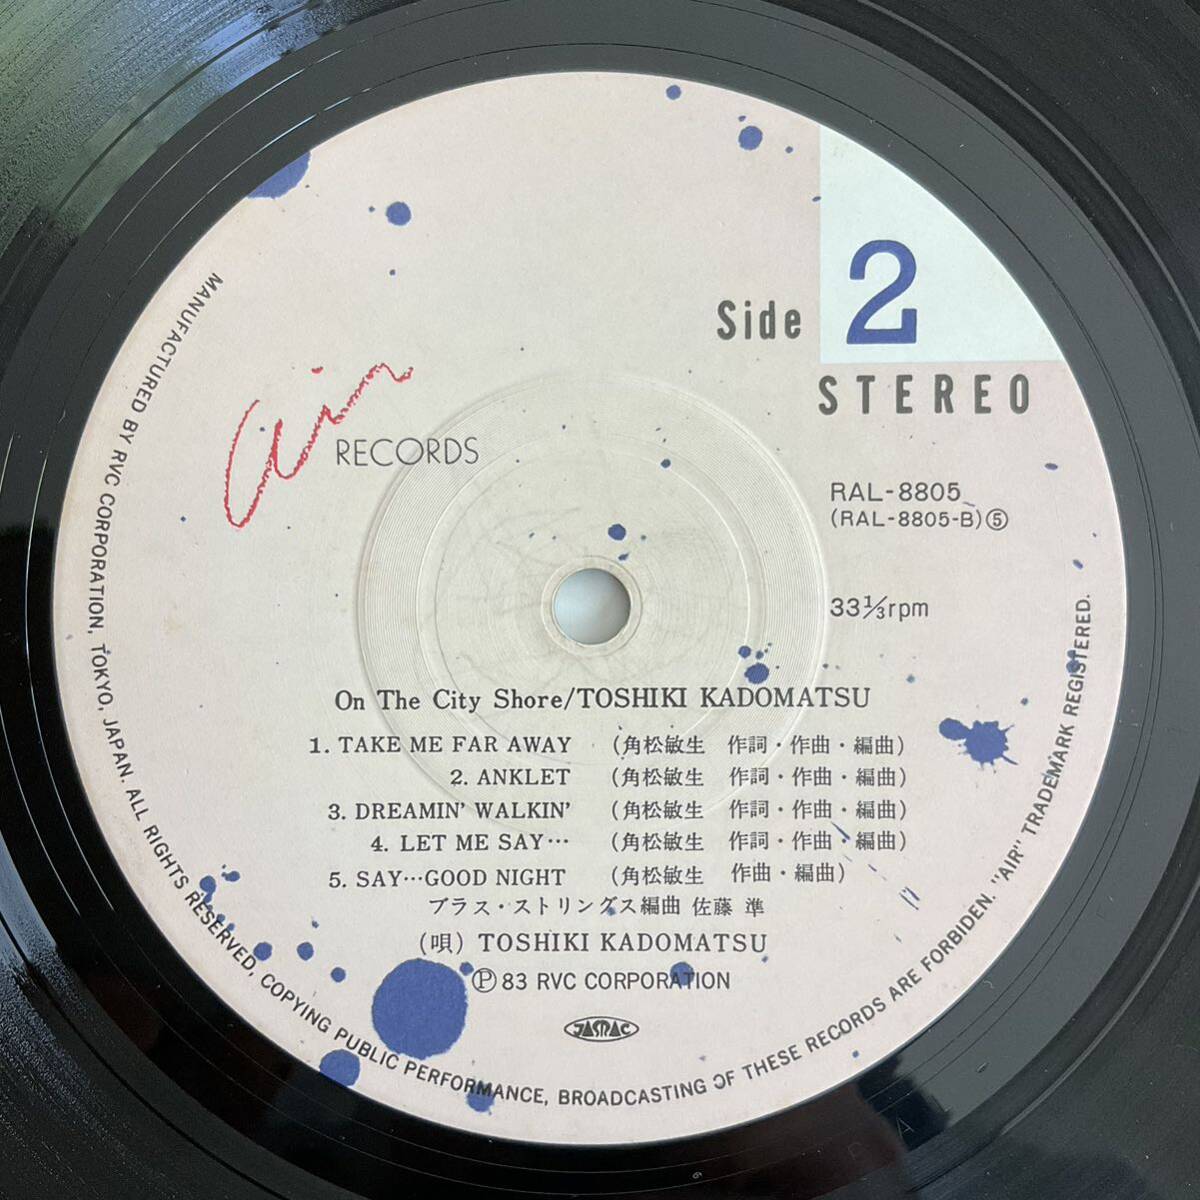 Side 2
STEREO
air
RECORDS
RAL-8805
(RAL-8805-B)⑤
33⅓rpm
On The City Shore/TOSHIKI KADOMATSU
1. TAKE ME FAR AWAY (角松敏生 作詞・作曲・編曲)
2. ANKLET (角松敏生 作詞・作曲・編曲)
3. DREAMIN' WALKIN' (角松敏生 作詞・作曲・編曲)
4. LET ME SAY… (角松敏生 作詞・作曲・編曲)
5. SAY…GOOD NIGHT (角松敏生 作曲・編曲)
ブラス・ストリングス編曲 佐藤 準
(唄) TOSHIKI KADOMATSU
Ⓟ 83 RVC CORPORATION
JASRAC
MANUFACTURED BY RVC CORPORATION, TOKYO, JAPAN. ALL RIGHTS RESERVED, COPYING PUBLIC PERFORMANCE, BROADCASTING OF THESE RECORDS ARE FORBIDDEN. "AIR" TRADEMARK REGISTERED.